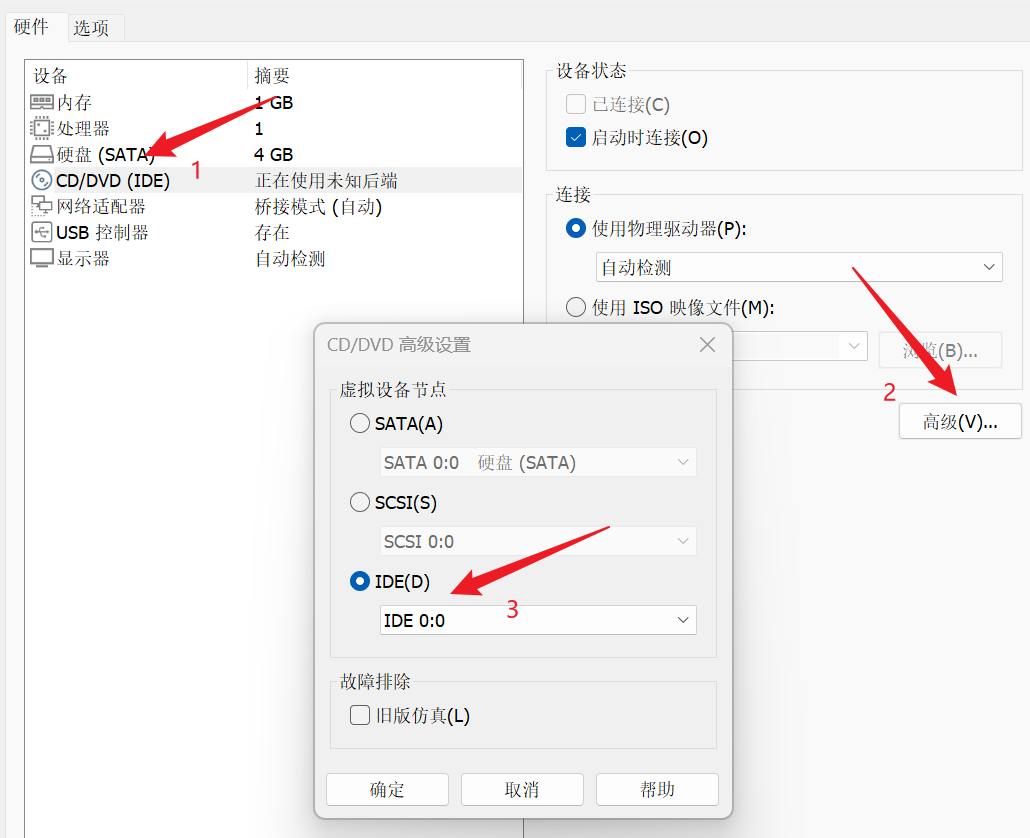 硬件 选项
设备 摘要
内存 1 GB
处理器 1
硬盘 (SATA) 4 GB
1
CD/DVD (IDE) 正在使用未知后端
网络适配器 桥接模式 (自动)
USB 控制器 存在
显示器 自动检测
设备状态
已连接(C)
启动时连接(O)
连接
使用物理驱动器(P):
自动检测
使用 ISO 映像文件(M):
浏览(B)...
2
高级(V)...
CD/DVD 高级设置
虚拟设备节点
SATA(A)
SATA 0:0 硬盘 (SATA)
SCSI(S)
SCSI 0:0
IDE(D)
3
IDE 0:0
故障排除
旧版仿真(L)
确定 取消 帮助